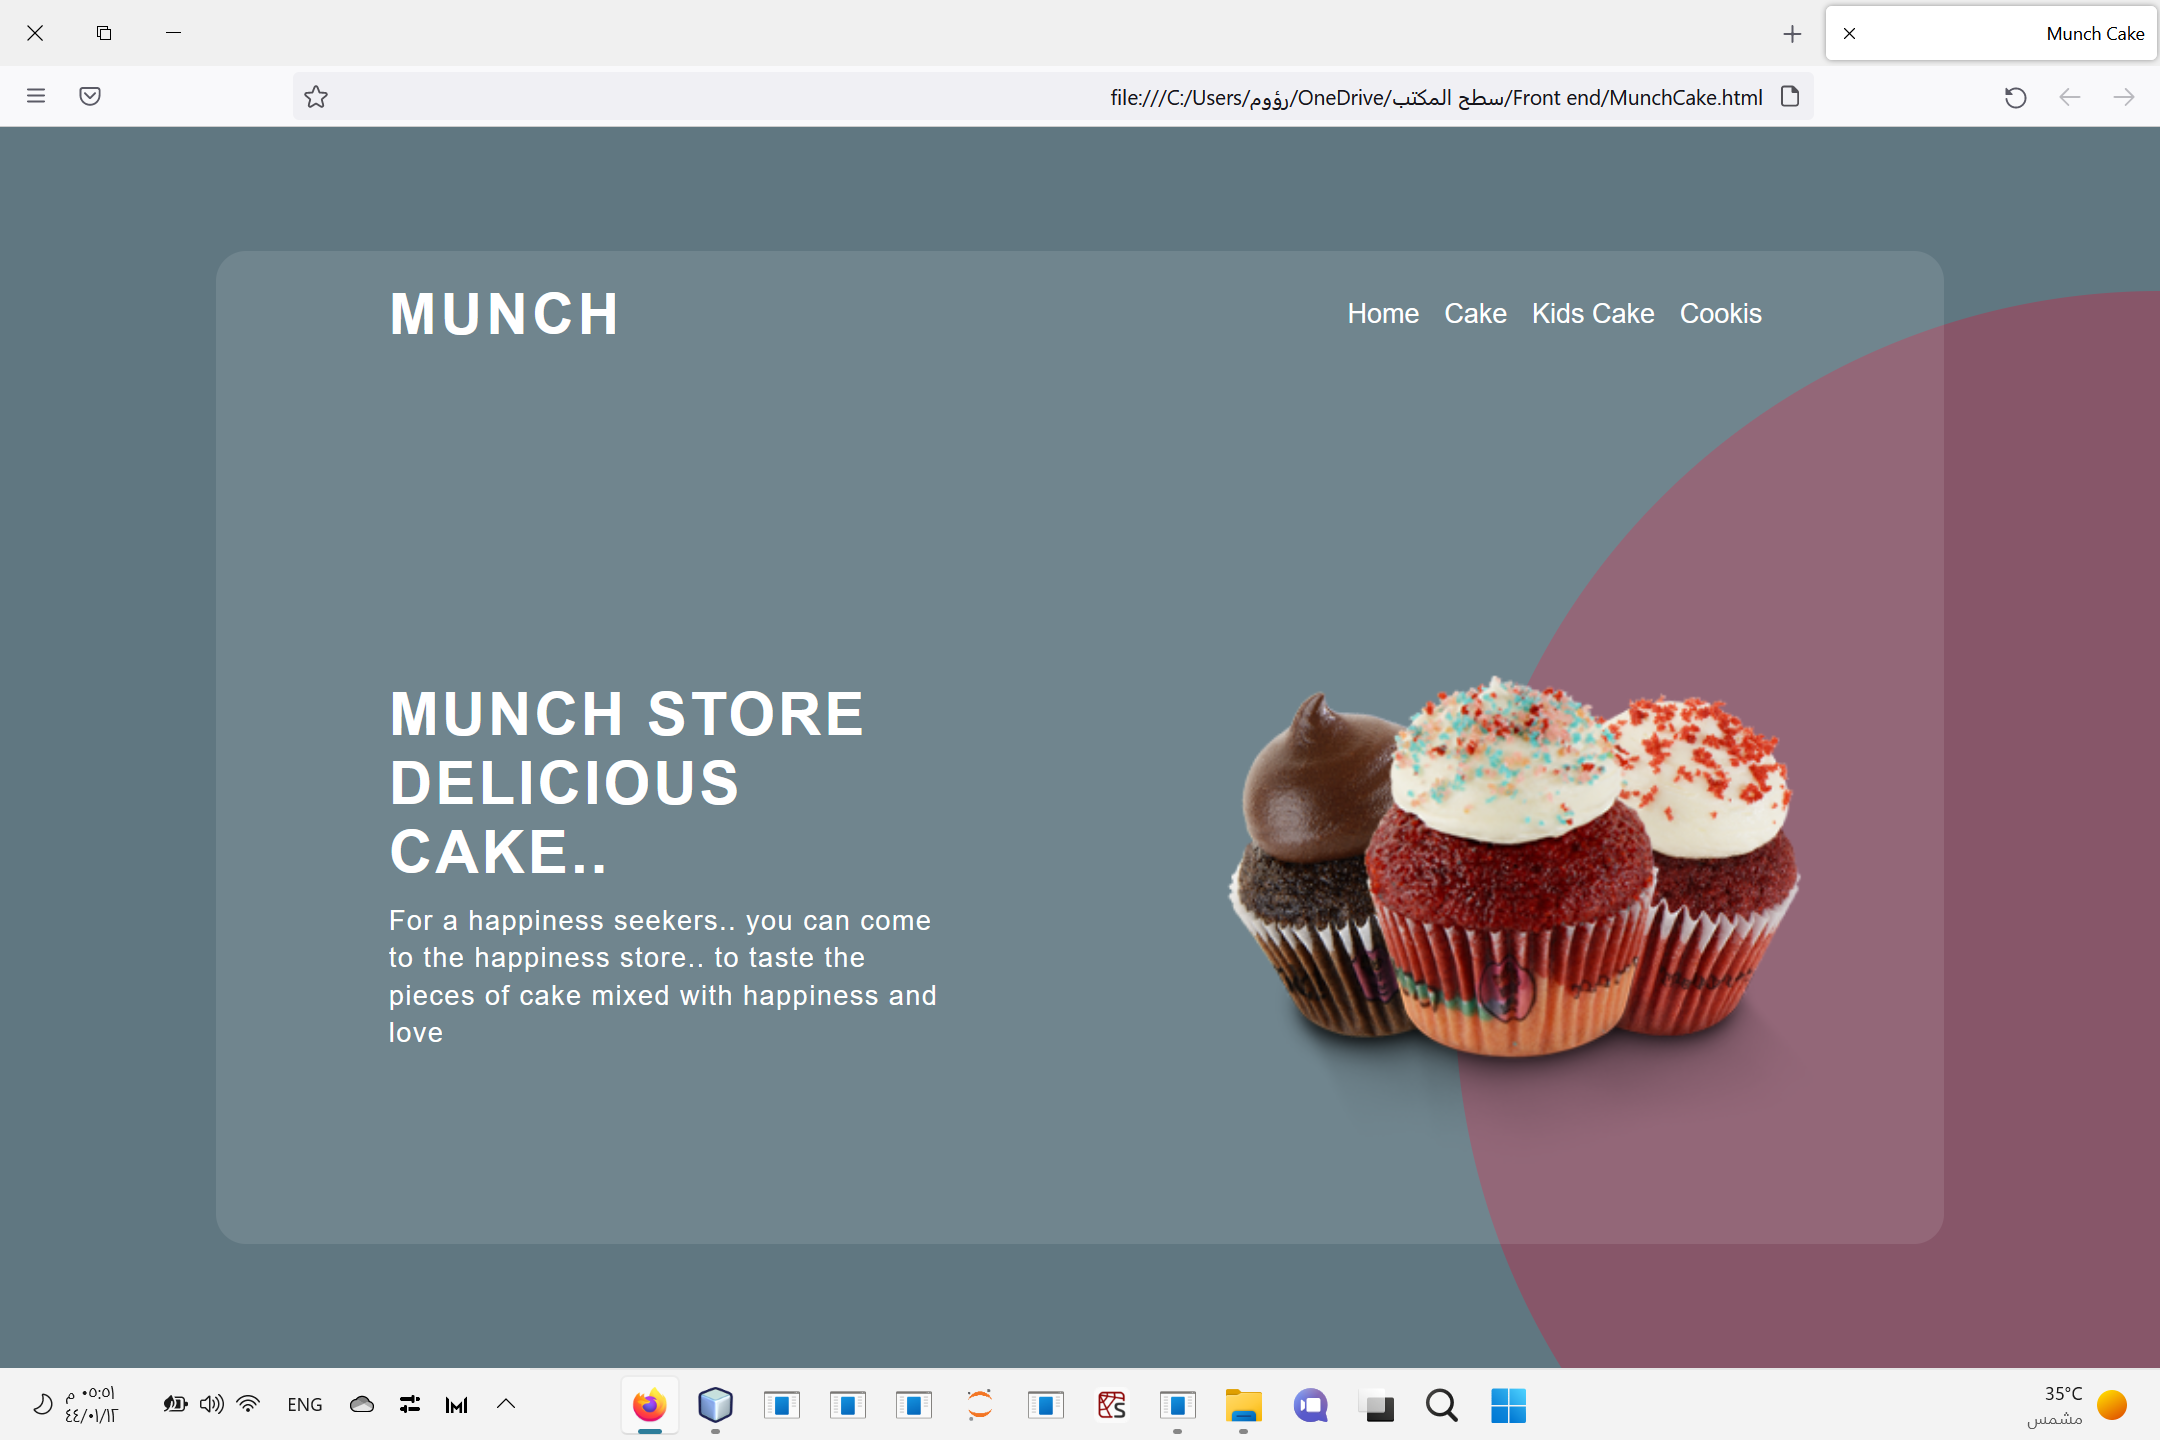 Munch Cake
file:///C:/Users/رؤوم/OneDrive/سطح المكتب/Front end/MunchCake.html
MUNCH
Home Cake Kids Cake Cookis
MUNCH STORE
DELICIOUS
CAKE..
For a happiness seekers.. you can come
to the happiness store.. to taste the
pieces of cake mixed with happiness and
love
٠٥:٥١ م
٤٤/٠١/١٢
ENG
35°C
مشمس